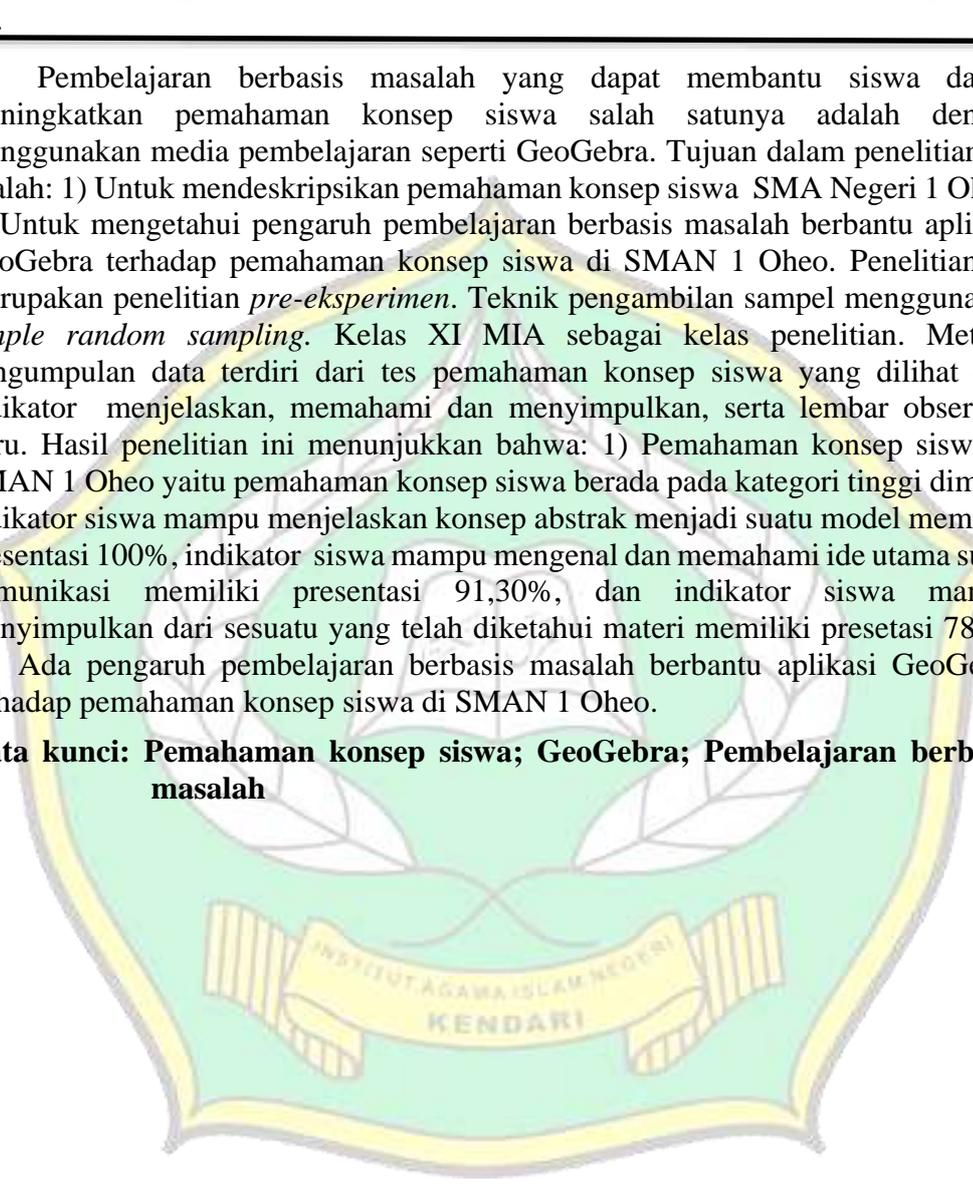 Pembelajaran berbasis masalah yang dapat membantu siswa da
ningkatkan pemahaman konsep siswa salah satunya adalah den
nggunakan media pembelajaran seperti GeoGebra. Tujuan dalam penelitian
alah: 1) Untuk mendeskripsikan pemahaman konsep siswa SMA Negeri 1 Oh
Untuk mengetahui pengaruh pembelajaran berbasis masalah berbantu apli
oGebra terhadap pemahaman konsep siswa di SMAN 1 Oheo. Penelitian
rupakan penelitian pre-eksperimen. Teknik pengambilan sampel mengguna
mple random sampling. Kelas XI MIA sebagai kelas penelitian. Met
ngumpulan data terdiri dari tes pemahaman konsep siswa yang dilihat
dikator menjelaskan, memahami dan menyimpulkan, serta lembar obser
ru. Hasil penelitian ini menunjukkan bahwa: 1) Pemahaman konsep sisw
MAN 1 Oheo yaitu pemahaman konsep siswa berada pada kategori tinggi dim
dikator siswa mampu menjelaskan konsep abstrak menjadi suatu model mem
esentasi 100%, indikator siswa mampu mengenal dan memahami ide utama su
munikasi memiliki presentasi 91,30%, dan indikator siswa mam
nyimpulkan dari sesuatu yang telah diketahui materi memiliki presetasi 78
Ada pengaruh pembelajaran berbasis masalah berbantu aplikasi GeoGe
hadap pemahaman konsep siswa di SMAN 1 Oheo.
ata kunci: Pemahaman konsep siswa; GeoGebra; Pembelajaran berb
masalah
INSTITUT AGAMA ISLAM NEGERI
KENDARI